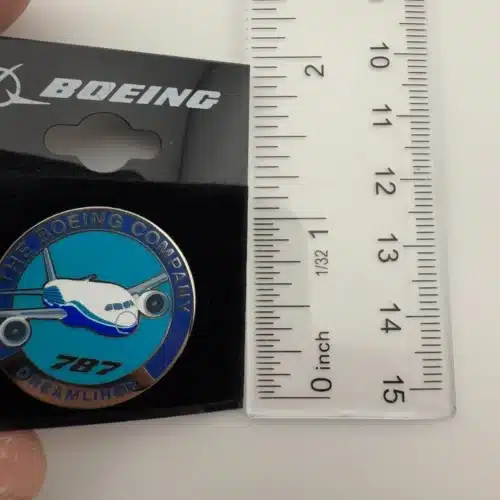 BOEING
THE BOEING COMPANY
787
DREAMLINER
10
2
11
12
1
13
1/32
14
0 inch
15